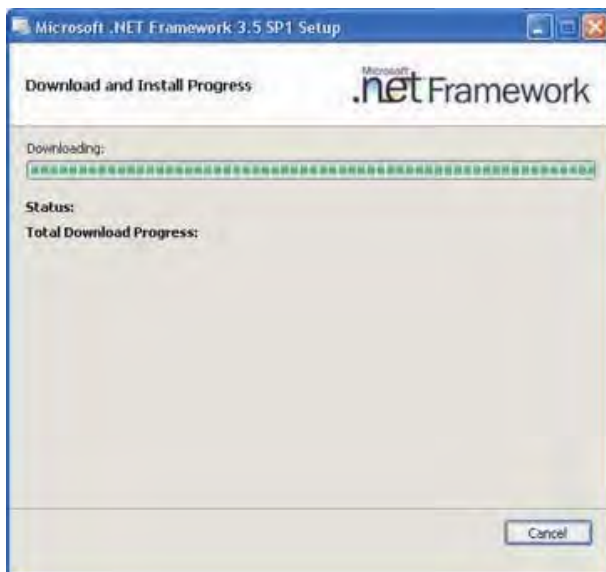 Microsoft .NET Framework 3.5 SP1 Setup
Download and Install Progress
Microsoft
.net Framework
Downloading:
Status:
Total Download Progress:
Cancel